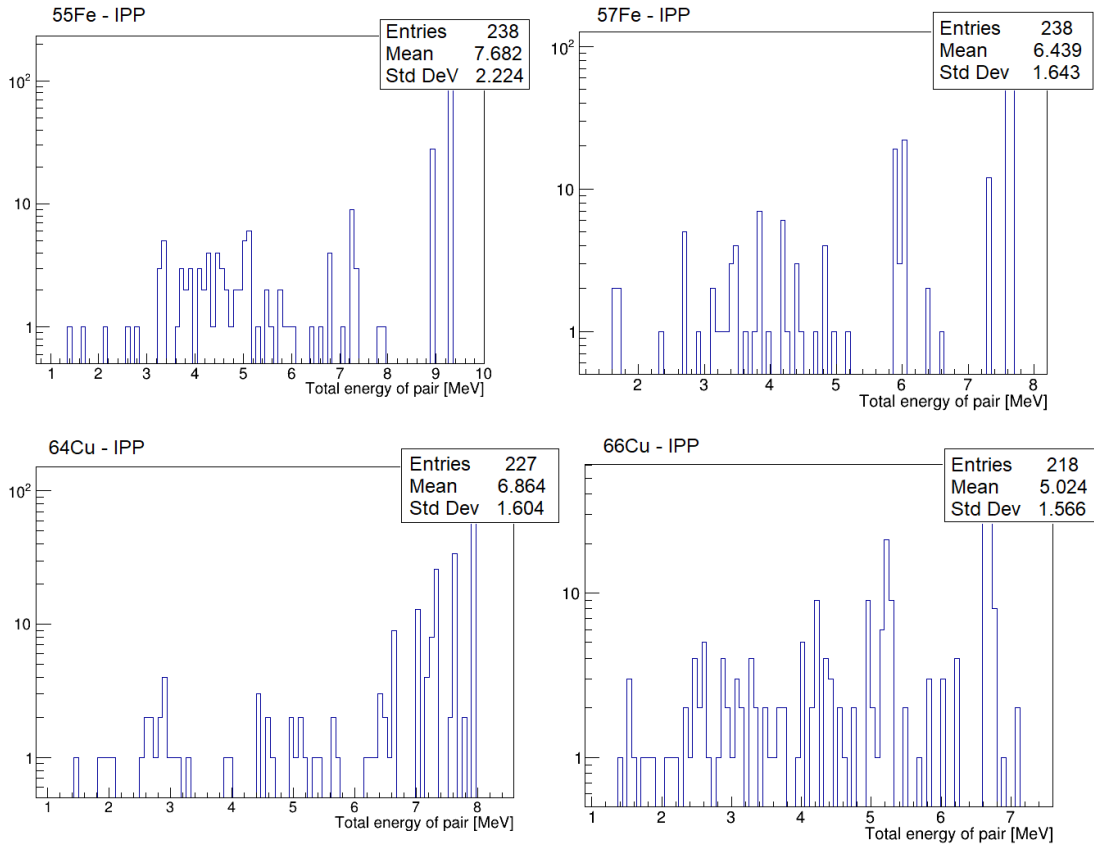 55Fe - IPP
Entries 238
Mean 7.682
Std DeV 2.224
10²
10
1
1 2 3 4 5 6 7 8 9 10
Total energy of pair [MeV]
57Fe - IPP
Entries 238
Mean 6.439
Std Dev 1.643
10²
10
1
2 3 4 5 6 7 8
Total energy of pair [MeV]
64Cu - IPP
Entries 227
Mean 6.864
Std Dev 1.604
10²
10
1
1 2 3 4 5 6 7 8
Total energy of pair [MeV]
66Cu - IPP
Entries 218
Mean 5.024
Std Dev 1.566
10
1
1 2 3 4 5 6 7
Total energy of pair [MeV]